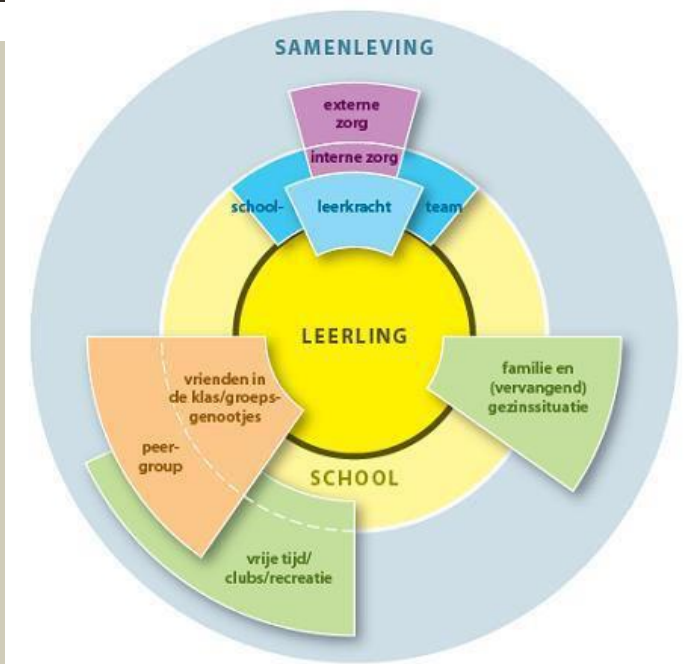 SAMENLEVING
externe
zorg
interne zorg
school-
leerkracht
team
LEERLING
familie en
(vervangend)
gezinssituatie
vrienden in
de klas/groeps-
genootjes
peer-
group
SCHOOL
vrije tijd/
clubs/recreatie